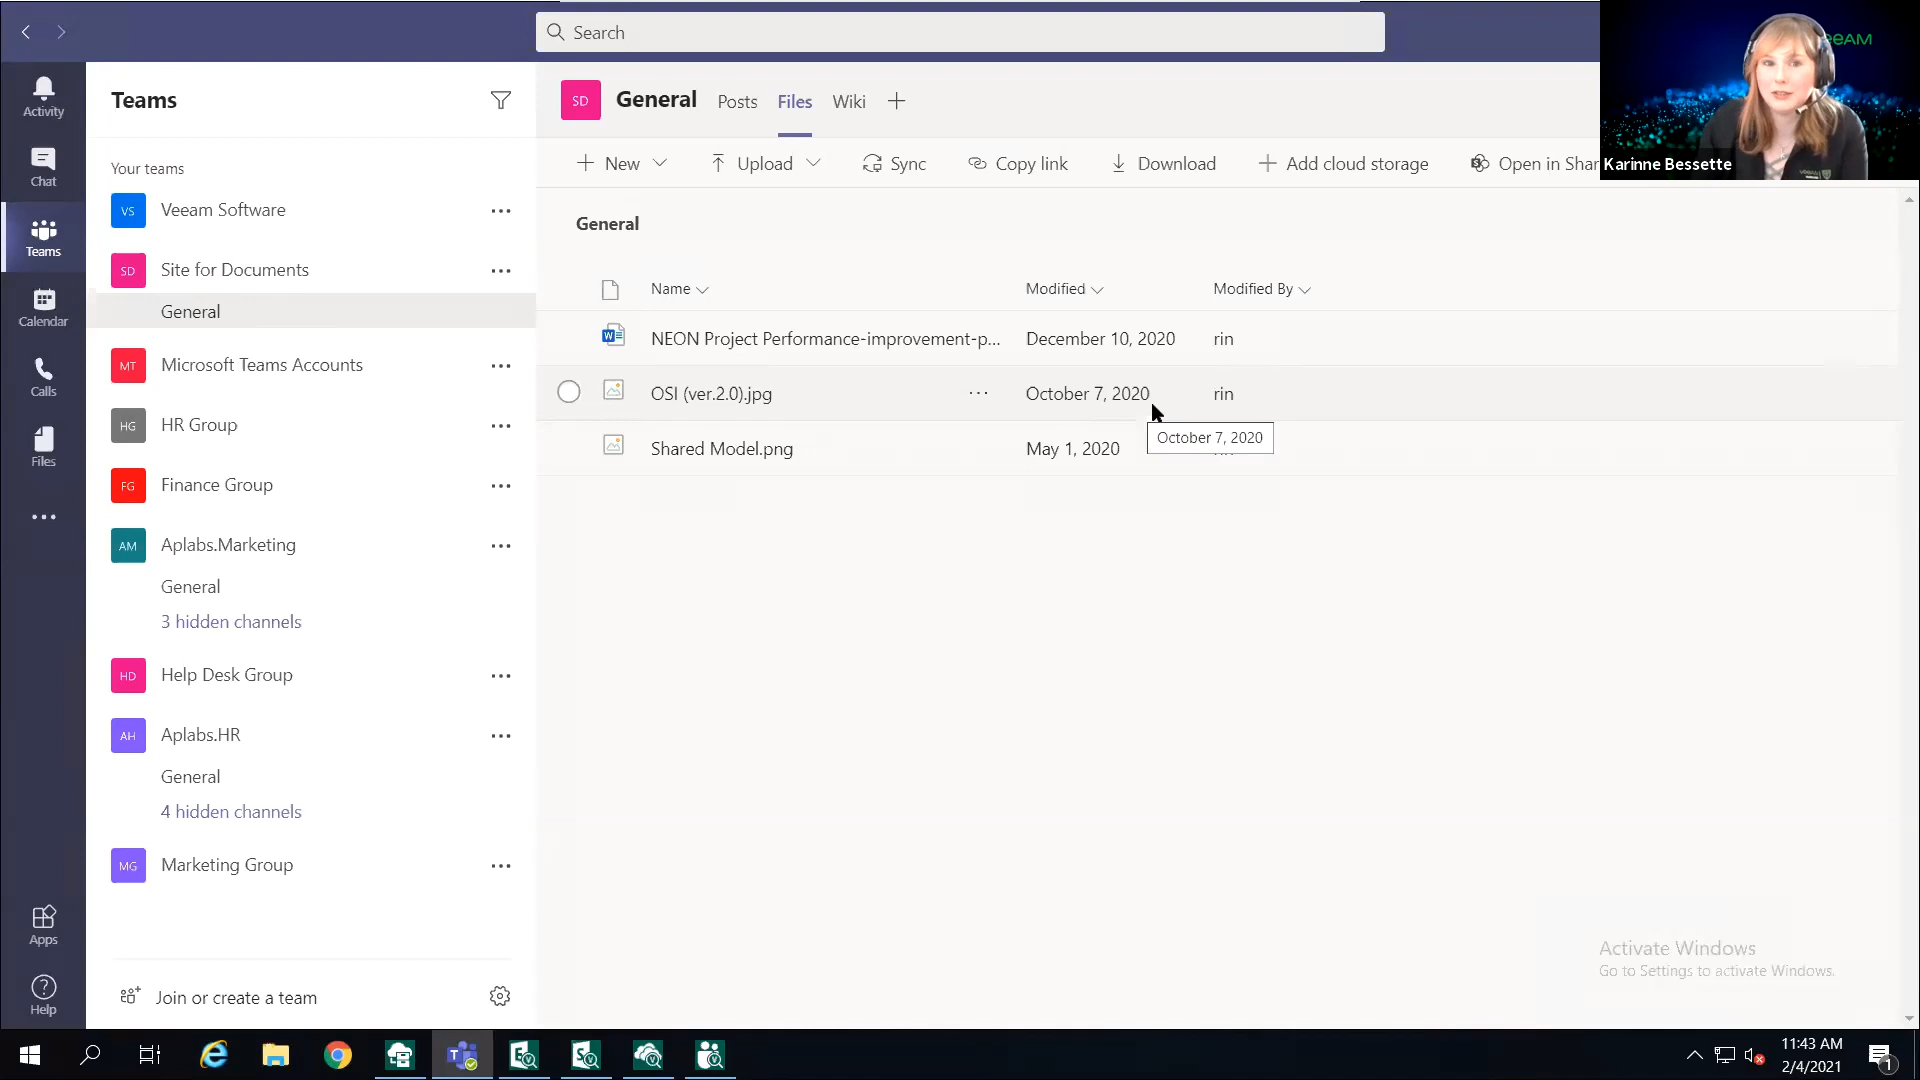 Search
Activity
Chat
Teams
Calendar
Calls
Files
Apps
Help
Teams
Your teams
VS Veeam Software
SD Site for Documents
General
MT Microsoft Teams Accounts
HG HR Group
FG Finance Group
AM Aplabs.Marketing
General
3 hidden channels
HD Help Desk Group
AH Aplabs.HR
General
4 hidden channels
MG Marketing Group
Join or create a team
SD General Posts Files Wiki
New Upload Sync Copy link Download Add cloud storage Open in Shar
General
Name Modified Modified By
NEON Project Performance-improvement-p... December 10, 2020 rin
OSI (ver.2.0).jpg October 7, 2020 rin
October 7, 2020
Shared Model.png May 1, 2020
Karinne Bessette
Activate Windows
Go to Settings to activate Windows.
11:43 AM
2/4/2021
1